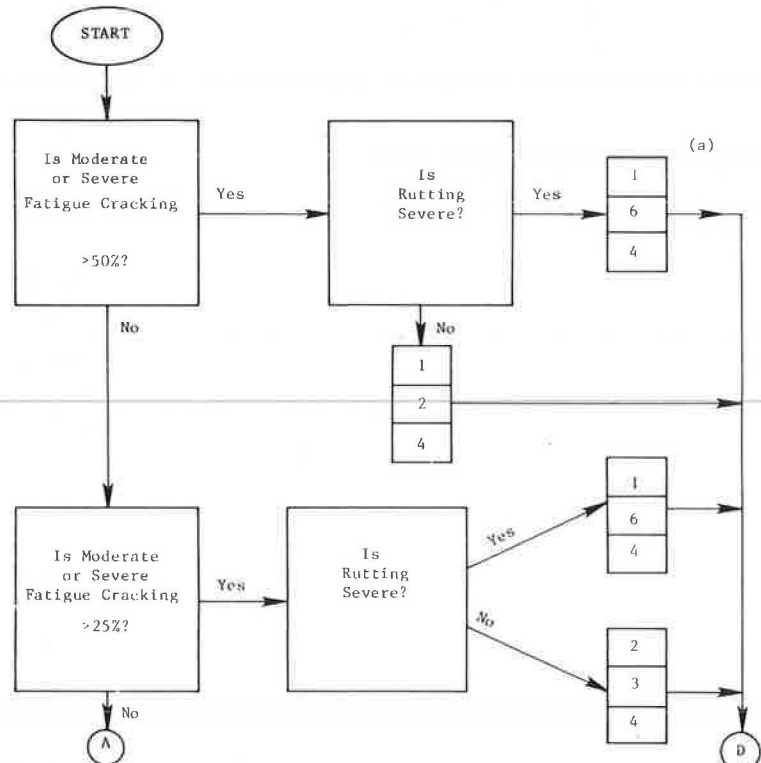 START
Is Moderate
or Severe
Fatigue Cracking
>50%?
Yes
Is
Rutting
Severe?
Yes
(a)
1
6
4
No
No
1
2
4
Is Moderate
or Severe
Fatigue Cracking
>25%?
Yes
Is
Rutting
Severe?
Yes
1
6
4
No
2
3
4
No
A
D